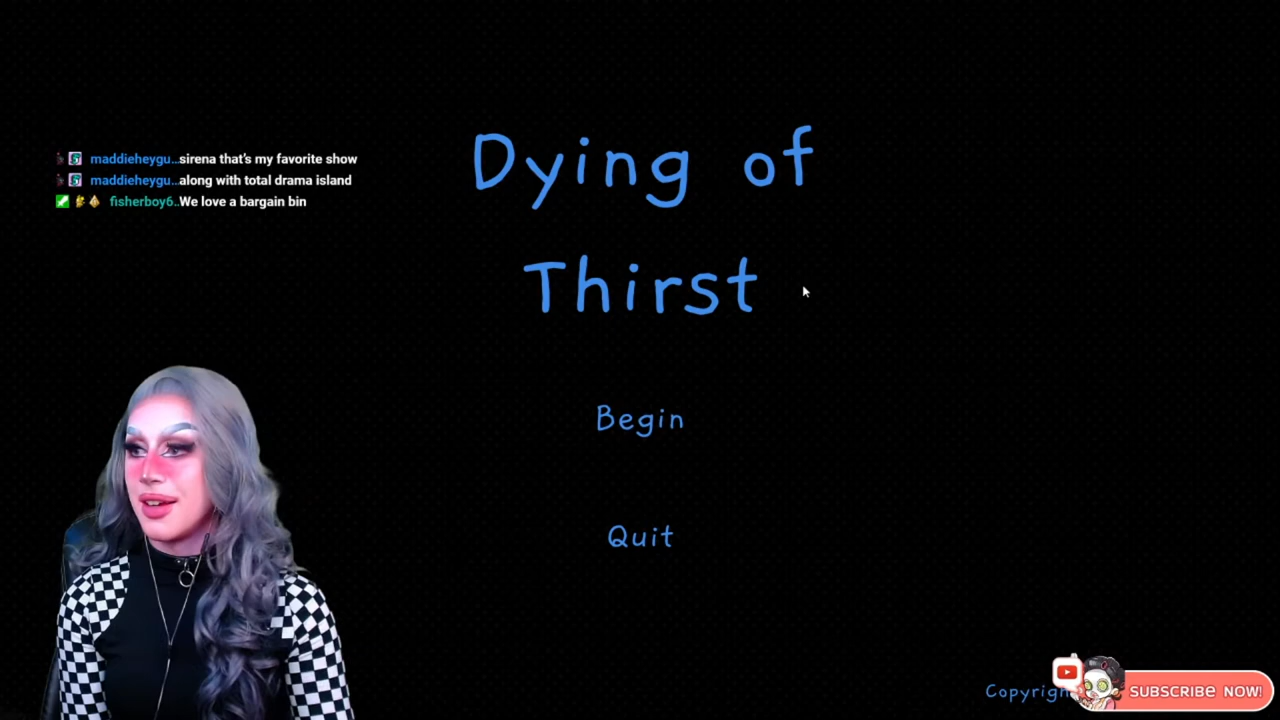 Dying of
Thirst
maddieheygu...sirena that's my favorite show
maddieheygu...along with total drama island
fisherboy6..We love a bargain bin
Begin
Quit
SUBSCRIBE NOW!